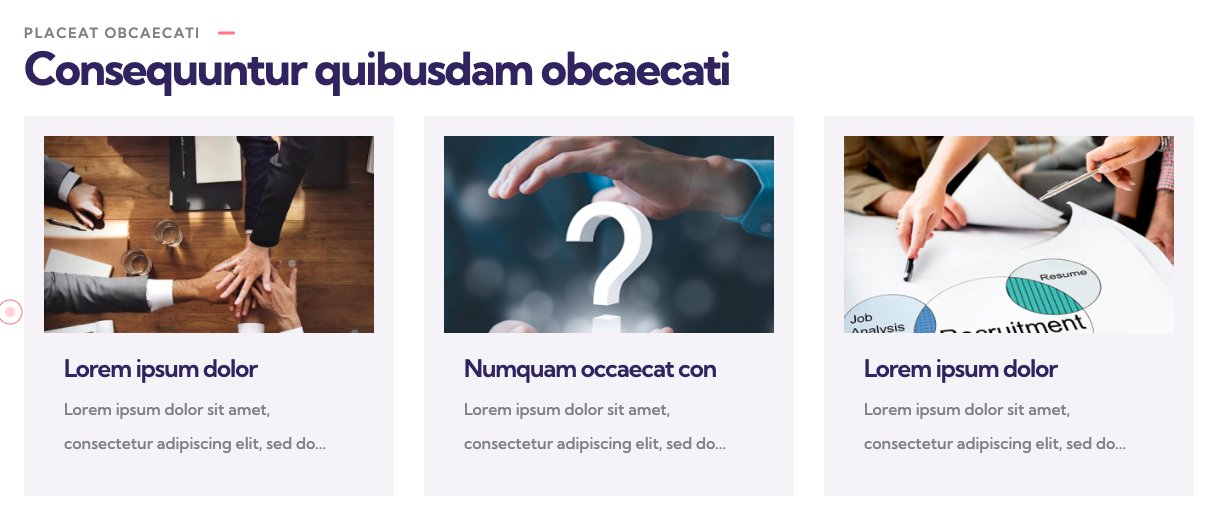 PLACEAT OBCAECATI
Consequuntur quibusdam obcaecati
?
Resume
Job
Analysis
Recruitment
Lorem ipsum dolor
Lorem ipsum dolor sit amet,
consectetur adipiscing elit, sed do...
Numquam occaecat con
Lorem ipsum dolor sit amet,
consectetur adipiscing elit, sed do...
Lorem ipsum dolor
Lorem ipsum dolor sit amet,
consectetur adipiscing elit, sed do...